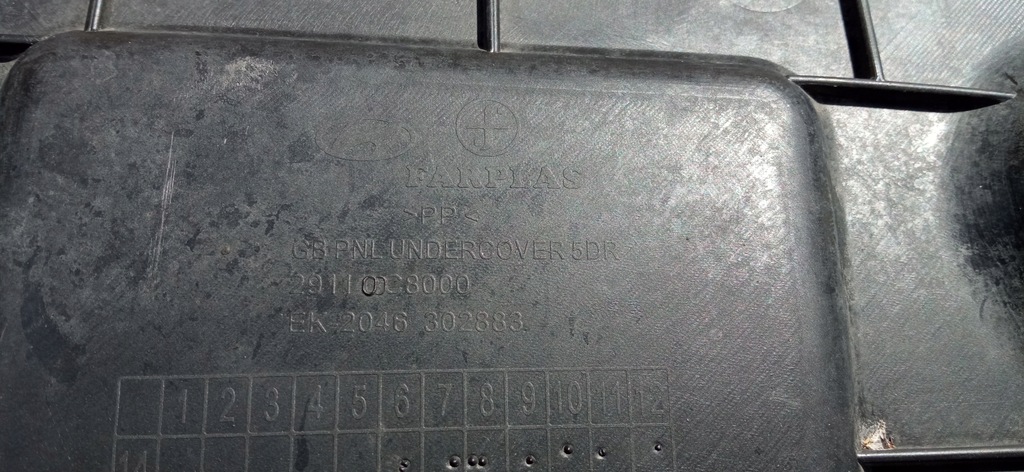 FARPLAS
>PP<
GB PNL UNDERCOVER 5DR
29110C8000
EK-2046 302883
1 2 3 4 5 6 7 8 9 10 11 12
14